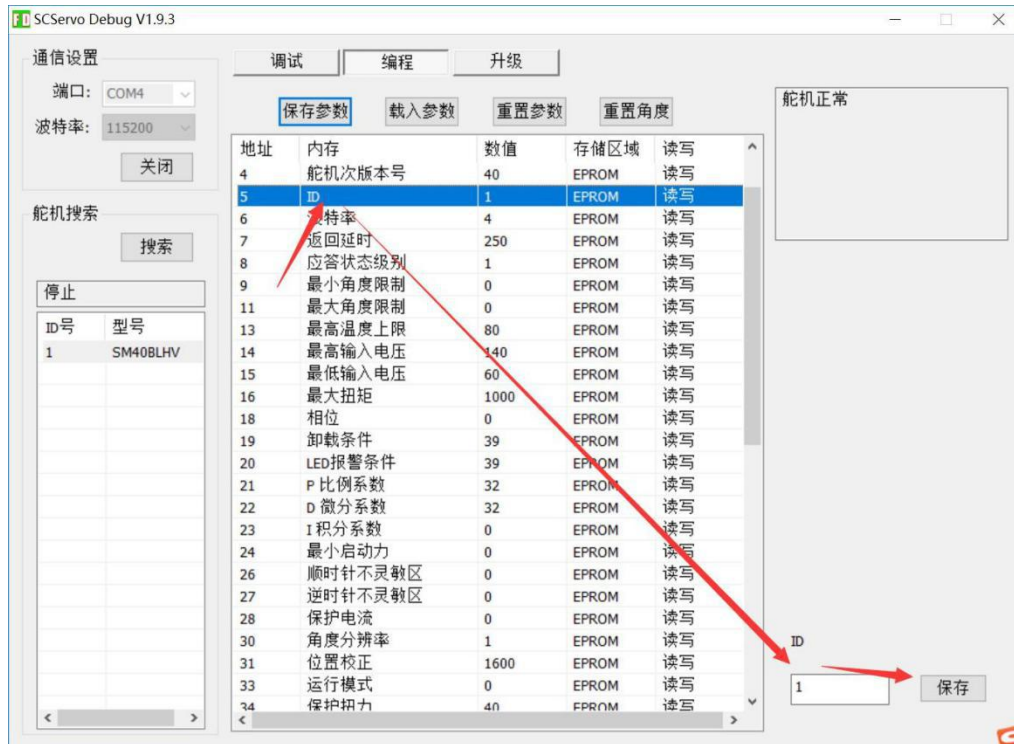 SCServo Debug V1.9.3
通信设置
端口: COM4
波特率: 115200
关闭
舵机搜索
搜索
停止
ID号 型号
1 SM40BLHV
调试 编程 升级
保存参数 载入参数 重置参数 重置角度
地址 内存 数值 存储区域 读写
4 舵机次版本号 40 EPROM 读写
5 ID 1 EPROM 读写
6 波特率 4 EPROM 读写
7 返回延时 250 EPROM 读写
8 应答状态级别 1 EPROM 读写
9 最小角度限制 0 EPROM 读写
11 最大角度限制 0 EPROM 读写
13 最高温度上限 80 EPROM 读写
14 最高输入电压 140 EPROM 读写
15 最低输入电压 60 EPROM 读写
16 最大扭矩 1000 EPROM 读写
18 相位 0 EPROM 读写
19 卸载条件 39 EPROM 读写
20 LED报警条件 39 EPROM 读写
21 P 比例系数 32 EPROM 读写
22 D 微分系数 32 EPROM 读写
23 I 积分系数 0 EPROM 读写
24 最小启动力 0 EPROM 读写
26 顺时针不灵敏区 0 EPROM 读写
27 逆时针不灵敏区 0 EPROM 读写
28 保护电流 0 EPROM 读写
30 角度分辨率 1 EPROM 读写
31 位置校正 1600 EPROM 读写
33 运行模式 0 EPROM 读写
34 保护扭力 40 EPROM 读写
舵机正常
ID
1 保存